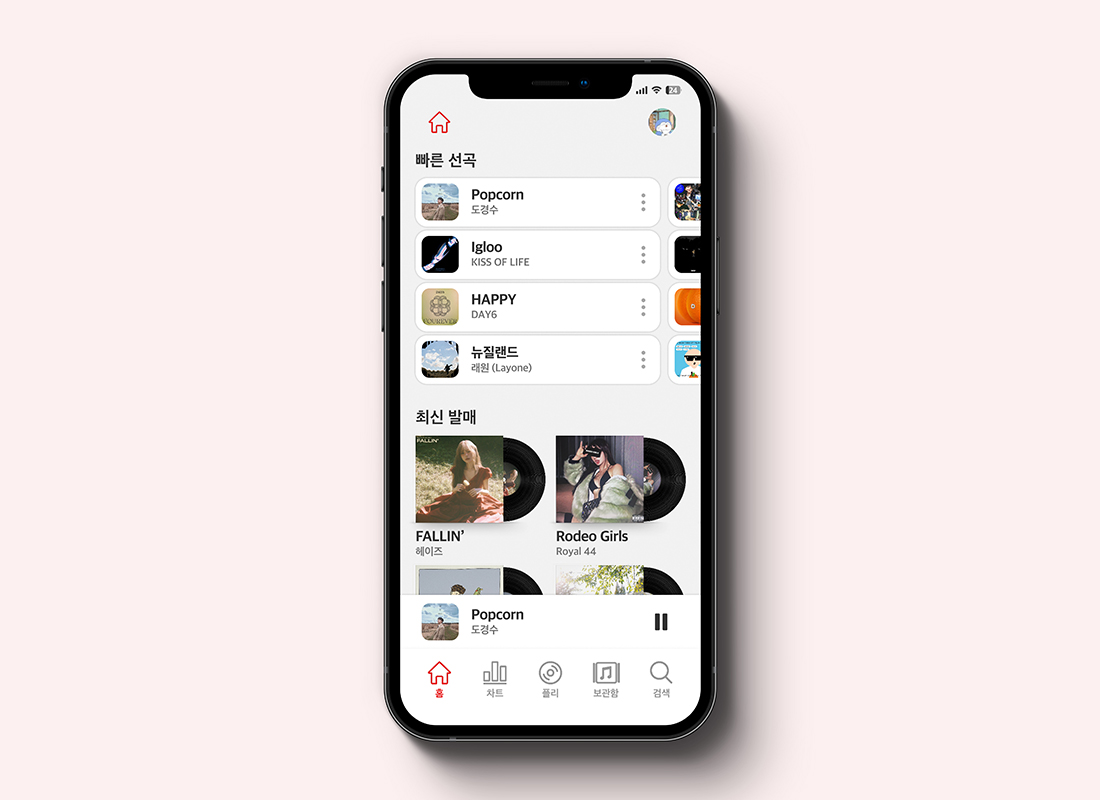 24
빠른 선곡
Popcorn
도경수
Igloo
KISS OF LIFE
HAPPY
DAY6
뉴질랜드
래원 (Layone)
최신 발매
FALLIN'
FALLIN’
헤이즈
Rodeo Girls
Royal 44
Popcorn
도경수
홈
차트
플리
보관함
검색